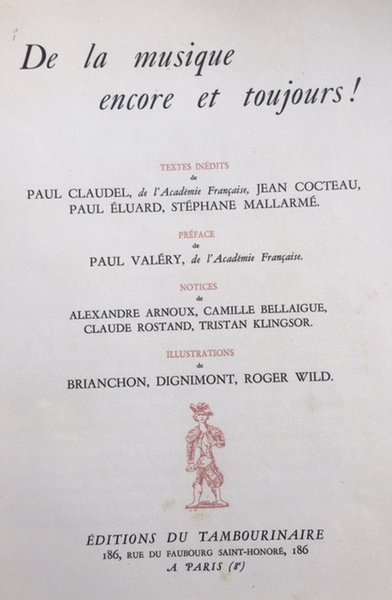 De la musique
encore et toujours!
TEXTES INÉDITS
de
PAUL CLAUDEL, de l'Académie Française, JEAN COCTEAU,
PAUL ÉLUARD, STÉPHANE MALLARMÉ.
PRÉFACE
de
PAUL VALÉRY, de l'Académie Française.
NOTICES
de
ALEXANDRE ARNOUX, CAMILLE BELLAIGUE,
CLAUDE ROSTAND, TRISTAN KLINGSOR.
ILLUSTRATIONS
de
BRIANCHON, DIGNIMONT, ROGER WILD.
ÉDITIONS DU TAMBOURINAIRE
186, RUE DU FAUBOURG SAINT-HONORÉ, 186
A PARIS (8e)